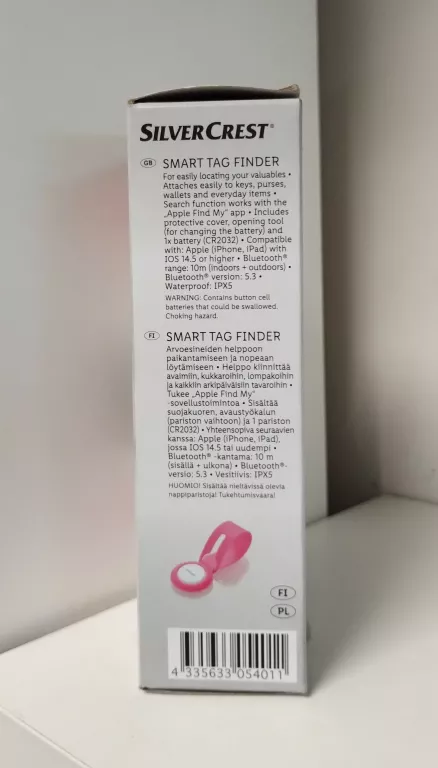 SILVERCREST®
GB SMART TAG FINDER
For easily locating your valuables •
Attaches easily to keys, purses,
wallets and everyday items •
Search function works with the
„Apple Find My“ app • Includes
protective cover, opening tool
(for changing the battery) and
1x battery (CR2032) • Compatible
with: Apple (iPhone, iPad) with
IOS 14.5 or higher • Bluetooth®
range: 10m (indoors + outdoors) •
Bluetooth® version: 5.3 •
Waterproof: IPX5
WARNING: Contains button cell
batteries that could be swallowed.
Choking hazard.
FI SMART TAG FINDER
Arvoesineiden helppoon
paikantamiseen ja nopeaan
löytämiseen • Helppo kiinnittää
avaimiin, kukkaroihin, lompakoihin
ja kaikkiin arkipäiväisiin tavaroihin •
Tukee „Apple Find My“
-sovellustoimintoa • Sisältää
suojakuoren, avaustyökalun
(pariston vaihtoon) ja 1 pariston
(CR2032) • Yhteensopiva seuraavien
kanssa: Apple (iPhone, iPad),
jossa IOS 14.5 tai uudempi •
Bluetooth® -kantama: 10 m
(sisällä + ulkona) • Bluetooth®-
versio: 5.3 • Vesitiivis: IPX5
HUOMIO! Sisältää nieltävissä olevia
nappiparistoja! Tukehtumisvaara!
FI
PL
4 335633 054011